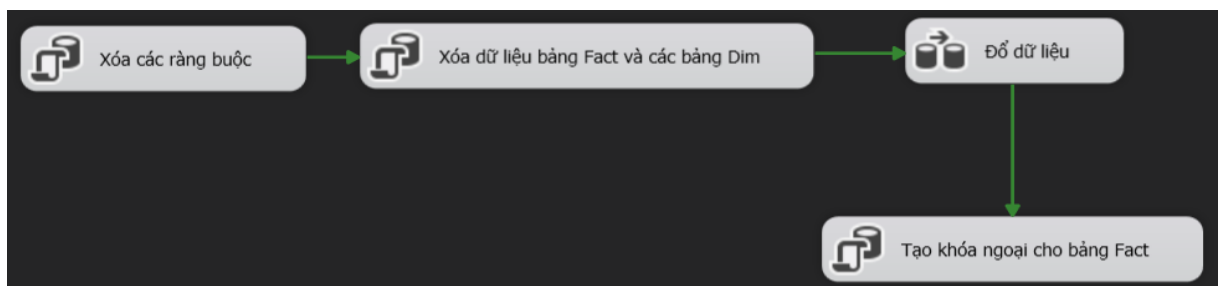 Xóa các ràng buộc
Xóa dữ liệu bảng Fact và các bảng Dim
Đổ dữ liệu
Tạo khóa ngoại cho bảng Fact